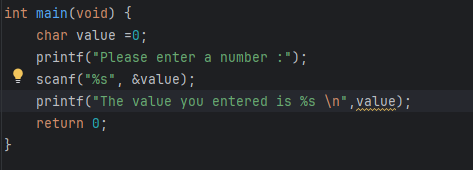 int main(void) {
    char value =0;
    printf("Please enter a number :");
    scanf("%s", &value);
    printf("The value you entered is %s \n",value);
    return 0;
}